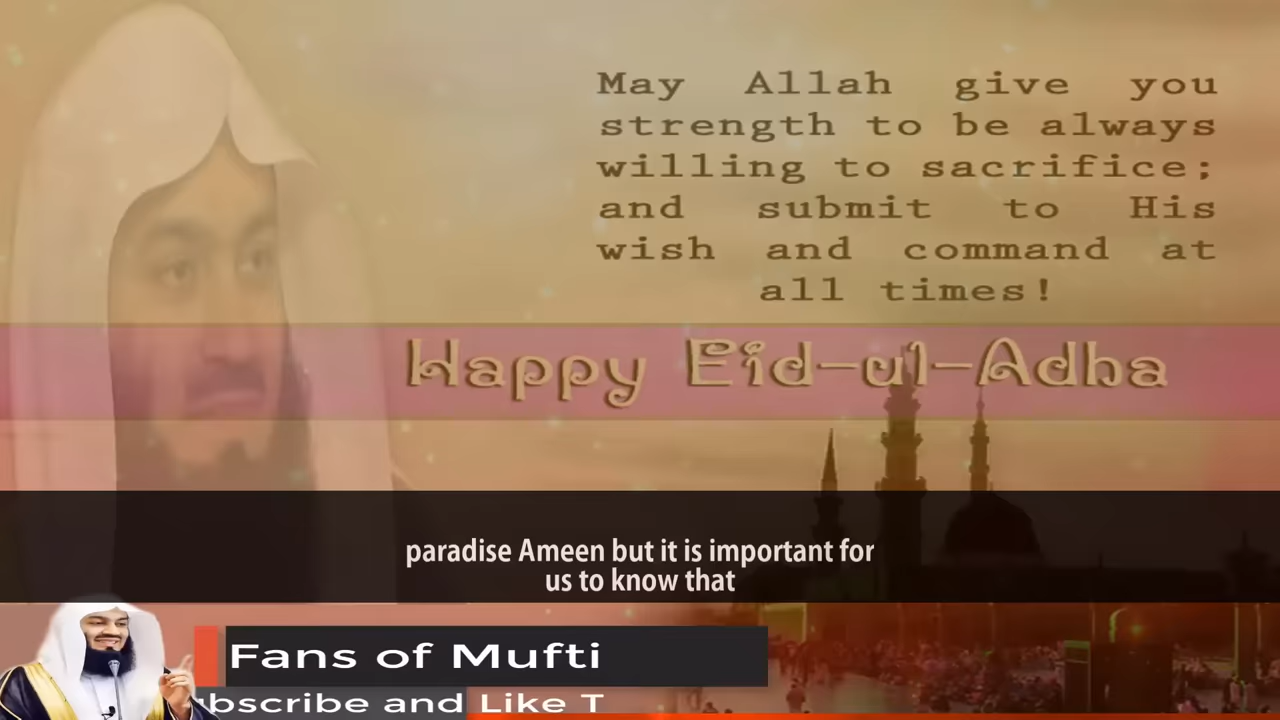 May Allah give you
strength to be always
willing to sacrifice;
and submit to His
wish and command at
all times!
Happy Eid-ul-Adha
paradise Ameen but it is important for
us to know that
Fans of Mufti
ubscribe and Like T